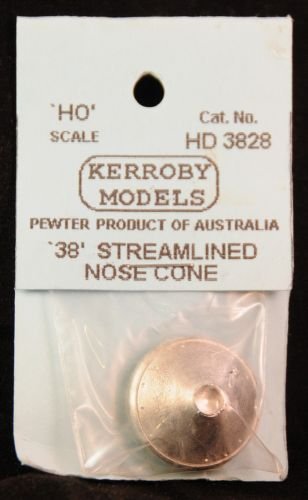 'HO'
SCALE
Cat. No.
HD 3828
KERROBY
MODELS
PEWTER PRODUCT OF AUSTRALIA
'38' STREAMLINED
NOSE CONE